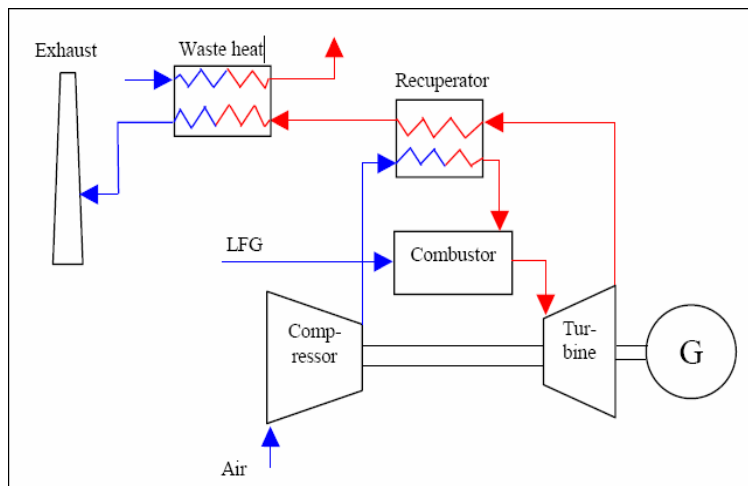 Exhaust
Waste heat
Recuperator
LFG
Combustor
Comp-
ressor
Tur-
bine
G
Air